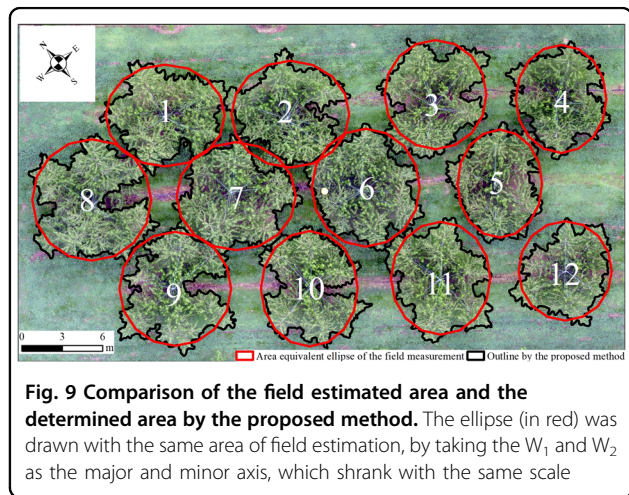 N
E
W
S
1
2
3
4
5
6
7
8
9
10
11
12
0 3 6
m
Area equivalent ellipse of the field measurement Outline by the proposed method
Fig. 9 Comparison of the field estimated area and the
determined area by the proposed method. The ellipse (in red) was
drawn with the same area of field estimation, by taking the W₁ and W₂
as the major and minor axis, which shrank with the same scale